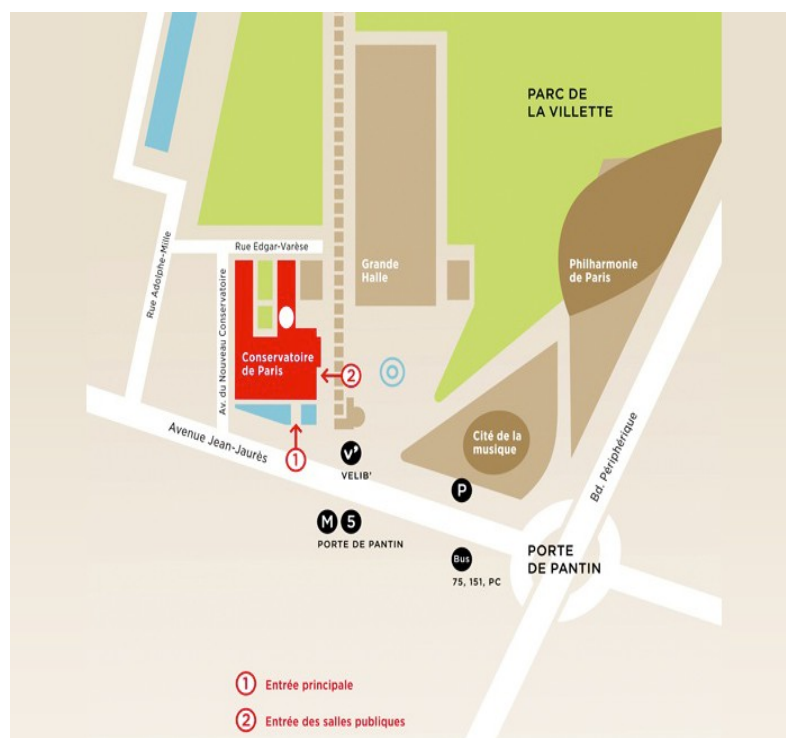 PARC DE
LA VILLETTE
Rue Adolphe-Mille
Rue Edgar-Varèse
Grande
Halle
Philharmonie
de Paris
Av. du Nouveau Conservatoire
Conservatoire
de Paris
2
Avenue Jean-Jaurès
1
Cité de la
musique
Bd. Périphérique
V'
VELIB'
P
M 5
PORTE DE PANTIN
Bus
75, 151, PC
PORTE
DE PANTIN
1 Entrée principale
2 Entrée des salles publiques